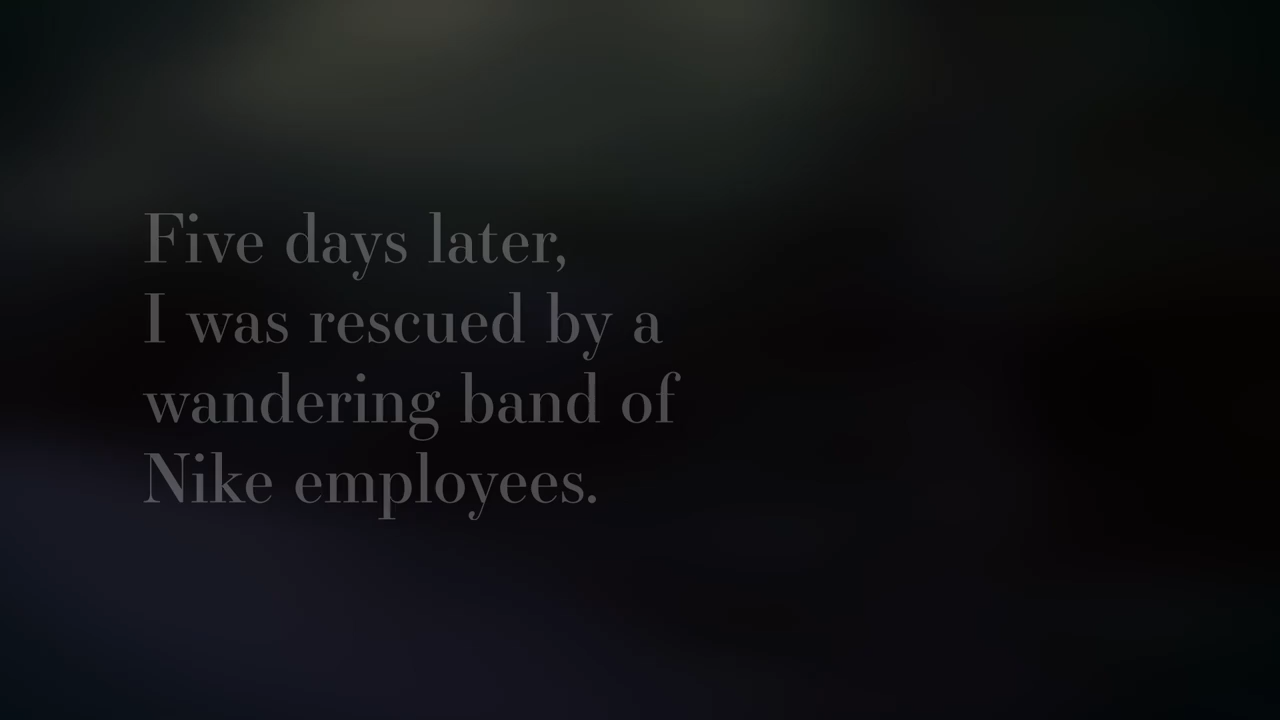 Five days later,
I was rescued by a
wandering band of
Nike employees.